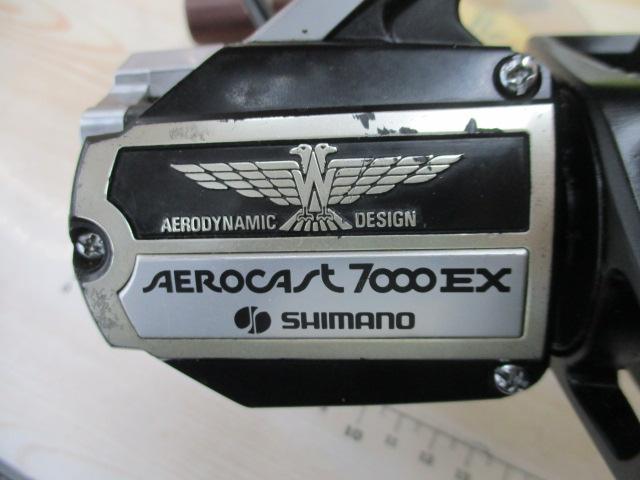 W
AERODYNAMIC DESIGN
AEROCAST 7000EX
SHIMANO